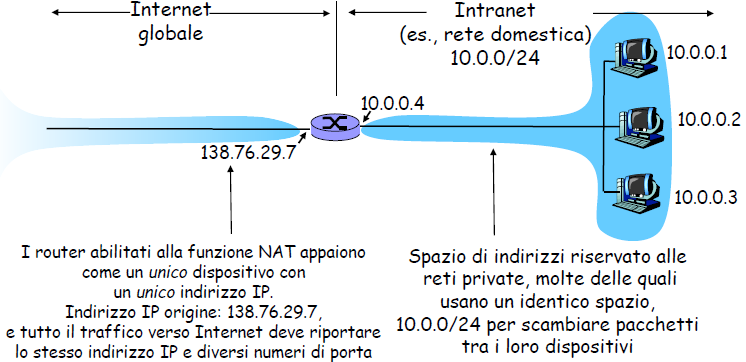 Internet
globale
Intranet
(es., rete domestica)
10.0.0/24
10.0.0.1
10.0.0.4
10.0.0.2
138.76.29.7
10.0.0.3
I router abilitati alla funzione NAT appaiono
come un unico dispositivo con
un unico indirizzo IP.
Indirizzo IP origine: 138.76.29.7,
e tutto il traffico verso Internet deve riportare
lo stesso indirizzo IP e diversi numeri di porta
Spazio di indirizzi riservato alle
reti private, molte delle quali
usano un identico spazio,
10.0.0/24 per scambiare pacchetti
tra i loro dispositivi